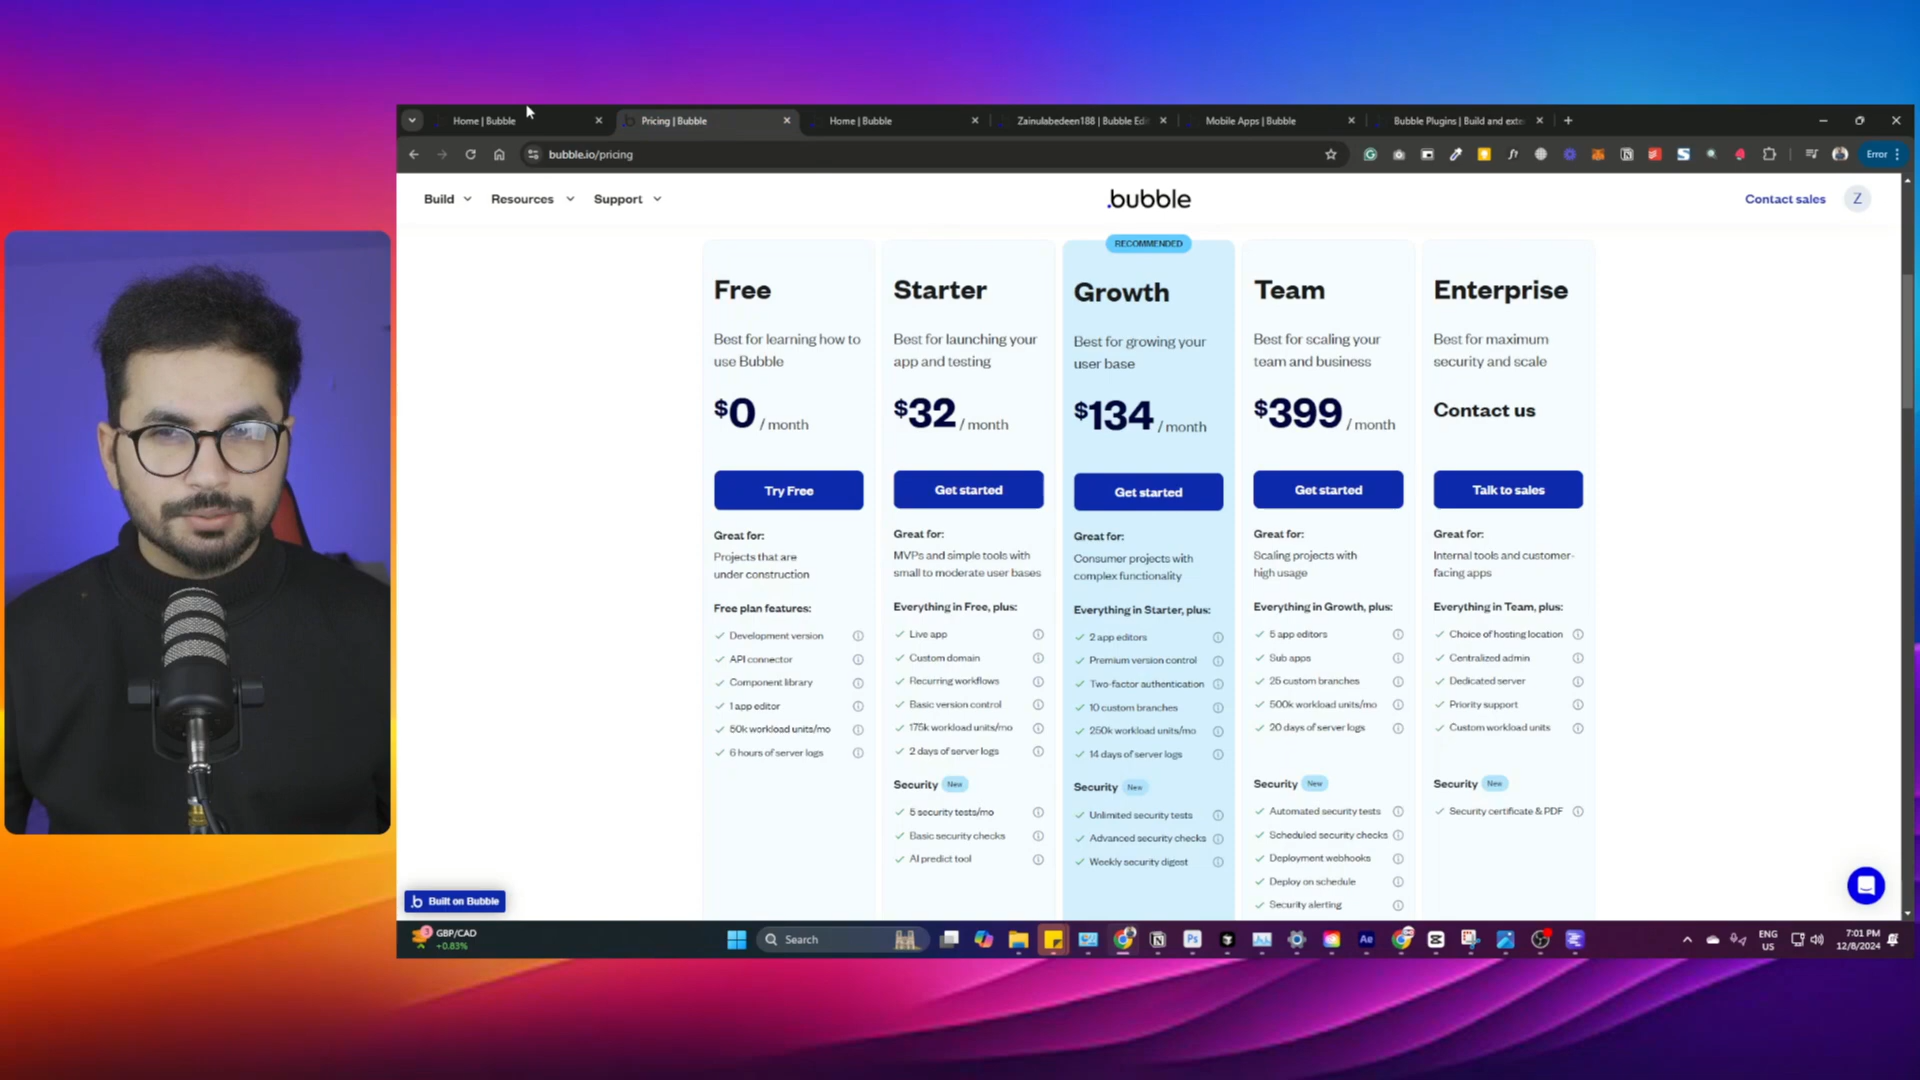 Home | Bubble
Pricing | Bubble
Home | Bubble
Zainulabedeen188 | Bubble Edi
Mobile Apps | Bubble
Bubble Plugins | Build and exte
bubble.io/pricing
Error
Build
Resources
Support
.bubble
Contact sales
Z
RECOMMENDED
Free
Best for learning how to
use Bubble
$0 / month
Try Free
Great for:
Projects that are
under construction
Free plan features:
Development version
API connector
Component library
1 app editor
50k workload units/mo
6 hours of server logs
Starter
Best for launching your
app and testing
$32 / month
Get started
Great for:
MVPs and simple tools with
small to moderate user bases
Everything in Free, plus:
Live app
Custom domain
Recurring workflows
Basic version control
175k workload units/mo
2 days of server logs
Security New
5 security tests/mo
Basic security checks
AI predict tool
Growth
Best for growing your
user base
$134 / month
Get started
Great for:
Consumer projects with
complex functionality
Everything in Starter, plus:
2 app editors
Premium version control
Two-factor authentication
10 custom branches
250k workload units/mo
14 days of server logs
Security New
Unlimited security tests
Advanced security checks
Weekly security digest
Team
Best for scaling your
team and business
$399 / month
Get started
Great for:
Scaling projects with
high usage
Everything in Growth, plus:
5 app editors
Sub apps
25 custom branches
500k workload units/mo
20 days of server logs
Security New
Automated security tests
Scheduled security checks
Deployment webhooks
Deploy on schedule
Security alerting
Enterprise
Best for maximum
security and scale
Contact us
Talk to sales
Great for:
Internal tools and customer-
facing apps
Everything in Team, plus:
Choice of hosting location
Centralized admin
Dedicated server
Priority support
Custom workload units
Security New
Security certificate & PDF
b Built on Bubble
3
GBP/CAD
+0.83%
Search
Ps
Ae
ENG
US
7:01 PM
12/8/2024